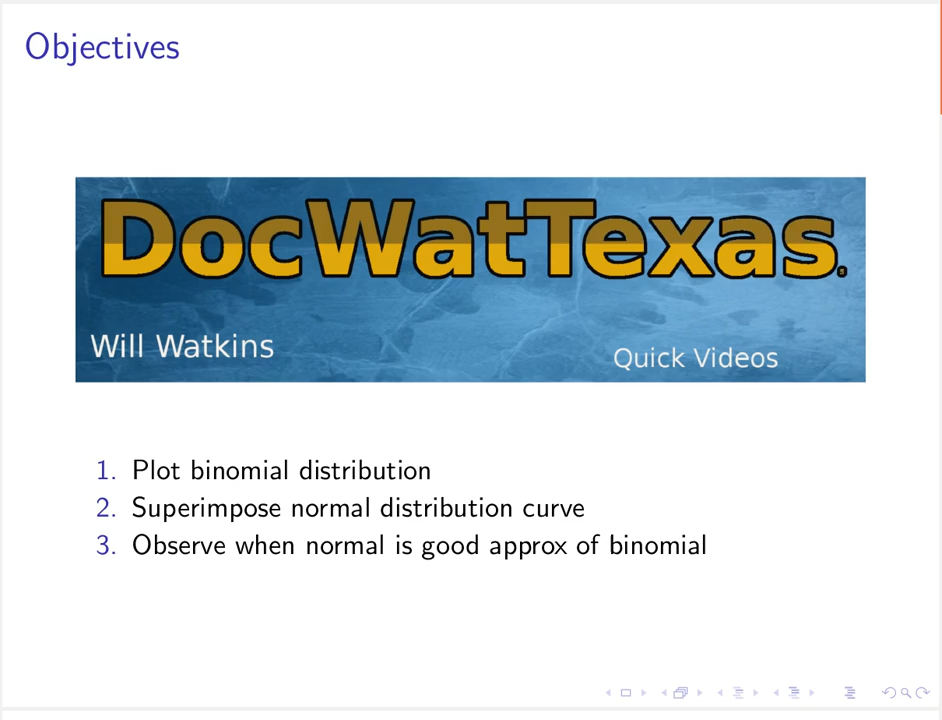 Objectives
DocWatTexas.
Will Watkins
Quick Videos
1. Plot binomial distribution
2. Superimpose normal distribution curve
3. Observe when normal is good approx of binomial